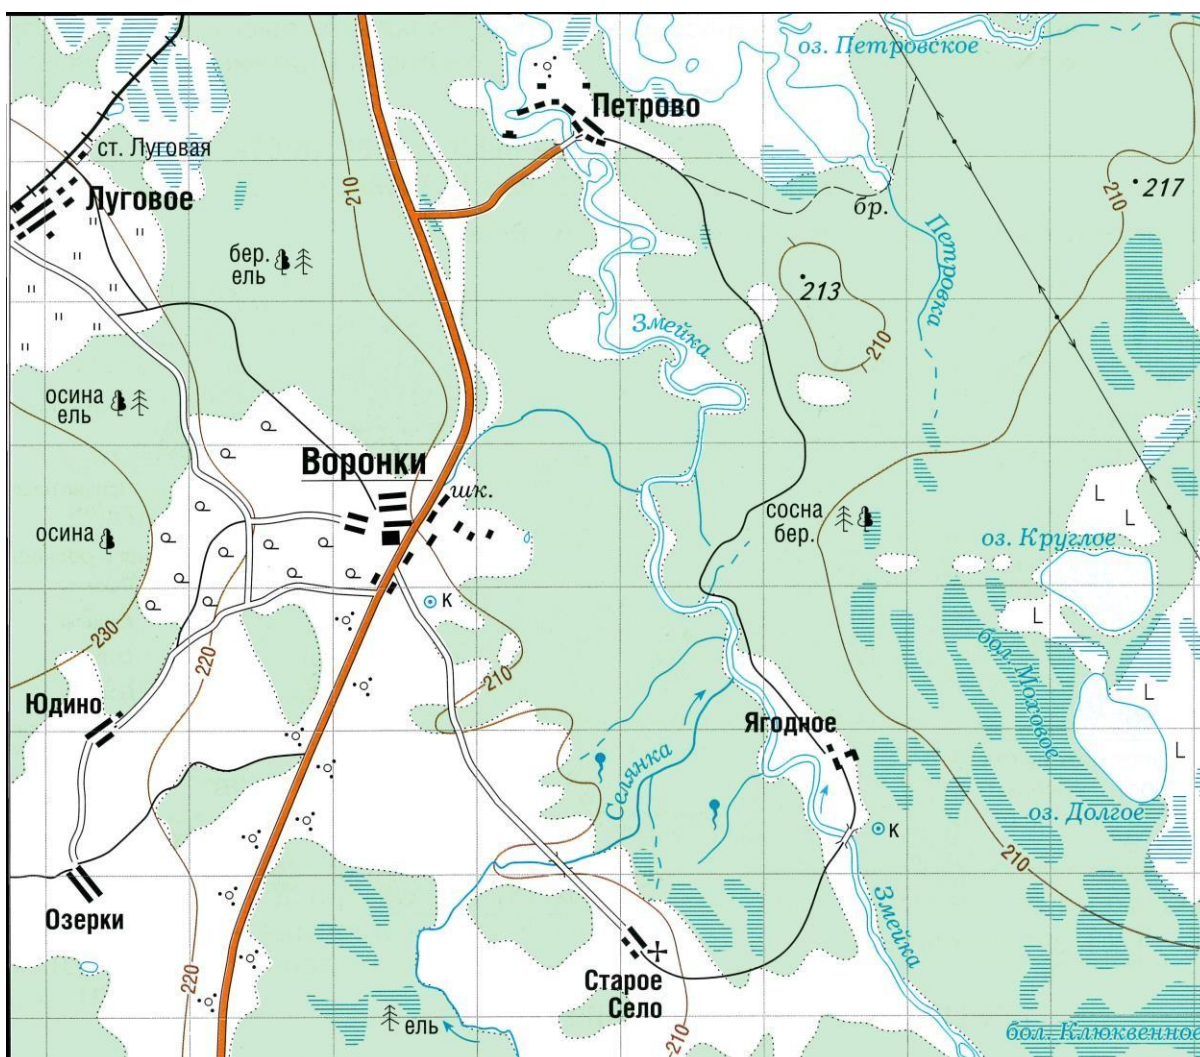 оз. Петровское
Петрово
ст. Луговая
Луговое
210
бр.
210
217
бер.
ель
213
Петровка
Змейка
210
осина
ель
Воронки
шк.
осина
сосна
бер.
оз. Круглое
L
L
К
L
230
220
210
бол. Моховое
L
Юдино
Ягодное
L
Селянка
оз. Долгое
К
210
Озерки
Змейка
220
Старое
Село
ель
210
бол. Клюквенное